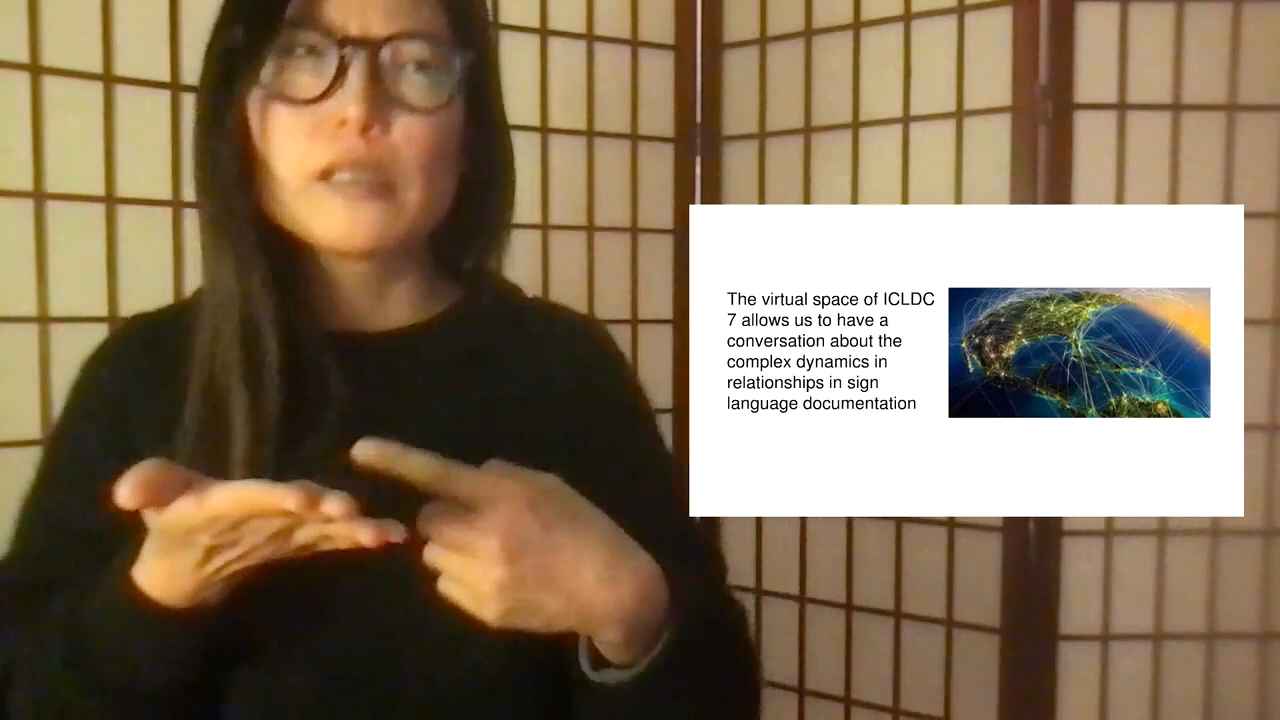 The virtual space of ICLDC
7 allows us to have a
conversation about the
complex dynamics in
relationships in sign
language documentation